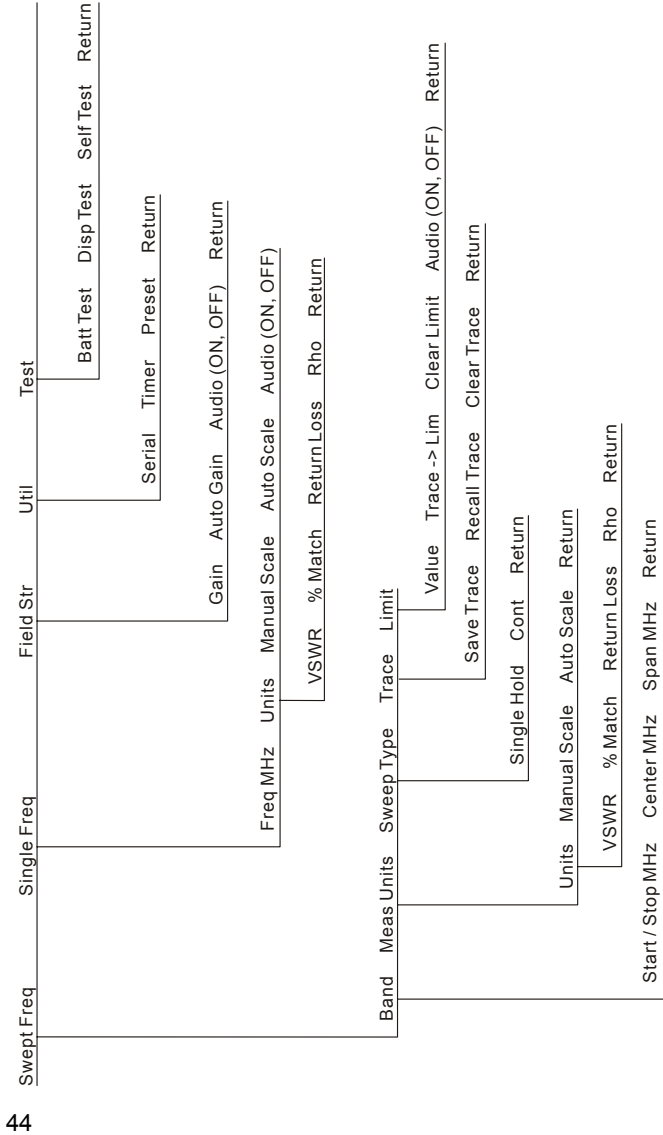 Swept Freq Single Freq Field Str Util Test
Batt Test Disp Test Self Test Return
Serial Timer Preset Return
Gain Auto Gain Audio (ON, OFF) Return
Freq MHz Units Manual Scale Auto Scale Audio (ON, OFF)
VSWR % Match Return Loss Rho Return
Band Meas Units Sweep Type Trace Limit
Value Trace -> Lim Clear Limit Audio (ON, OFF) Return
Save Trace Recall Trace Clear Trace Return
Single Hold Cont Return
Units Manual Scale Auto Scale Return
VSWR % Match Return Loss Rho Return
Start / Stop MHz Center MHz Span MHz Return
44